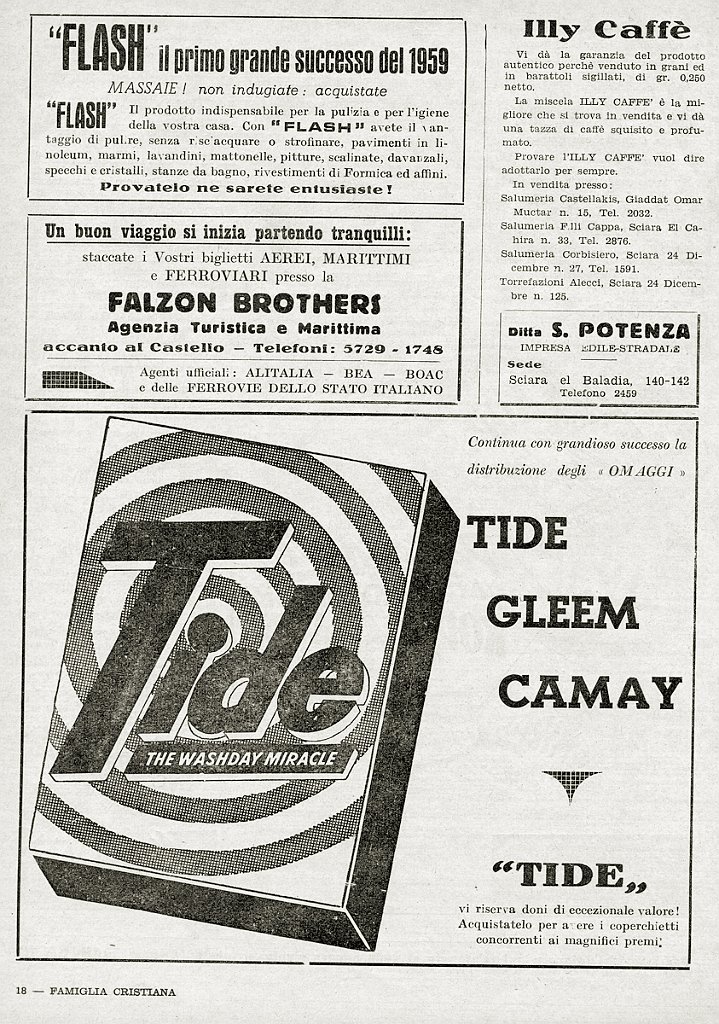 "FLASH" il primo grande successo del 1959
MASSAIE! non indugiate: acquistate
"FLASH" Il prodotto indispensabile per la pulizia e per l'igiene
della vostra casa. Con "FLASH" avete il van-
taggio di pulire, senza risciacquare o strofinare, pavimenti in li-
noleum, marmi, lavandini, mattonelle, pitture, scalinate, davanzali,
specchi e cristalli, stanze da bagno, rivestimenti di Formica ed affini.
Provatelo ne sarete entusiaste!
Un buon viaggio si inizia partendo tranquilli:
staccate i Vostri biglietti AEREI, MARITTIMI
e FERROVIARI presso la
FALZON BROTHERS
Agenzia Turistica e Marittima
accanto al Castello — Telefoni: 5729 - 1748
Agenti ufficiali: ALITALIA — BEA — BOAC
e delle FERROVIE DELLO STATO ITALIANO
Illy Caffè
Vi dà la garanzia del prodotto
autentico perchè venduto in grani ed
in barattoli sigillati, di gr. 0,250
netto.
La miscela ILLY CAFFE' è la mi-
gliore che si trova in vendita e vi dà
una tazza di caffè squisito e profu-
mato.
Provare l'ILLY CAFFE' vuol dire
adottarlo per sempre.
In vendita presso:
Salumeria Castellakis, Giaddat Omar
Muctar n. 15, Tel. 2032.
Salumeria F.lli Cappa, Sciara El Ca-
hira n. 33, Tel. 2876.
Salumeria Corbisiero, Sciara 24 Di-
cembre n. 27, Tel. 1591.
Torrefazioni Alecci, Sciara 24 Dicem-
bre n. 125.
Ditta S. POTENZA
IMPRESA EDILE-STRADALE
Sede
Sciara el Baladia, 140-142
Telefono 2459
Tide
THE WASHDAY MIRACLE
Continua con grandioso successo la
distribuzione degli « OMAGGI »
TIDE
GLEEM
CAMAY
“TIDE„
vi riserva doni di eccezionale valore!
Acquistatelo per avere i coperchietti
concorrenti ai magnifici premi.
18 — FAMIGLIA CRISTIANA